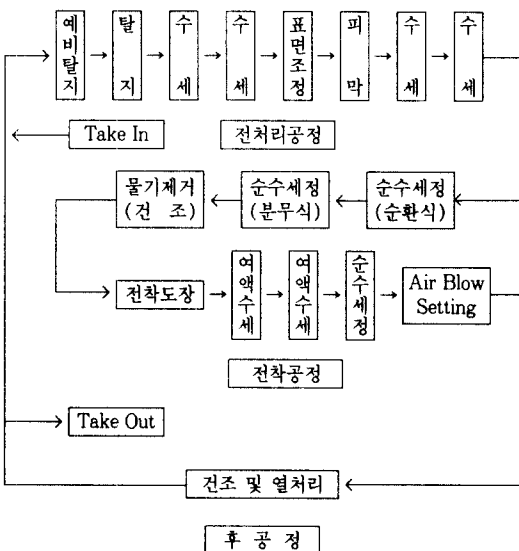 예비탈지
탈지
수세
수세
표면조정
피막
수세
수세
Take In
전처리공정
물기제거
(건 조)
순수세정
(분무식)
순수세정
(순환식)
전착도장
여액수세
여액수세
순수세정
Air Blow
Setting
전착공정
Take Out
건조 및 열처리
후 공 정